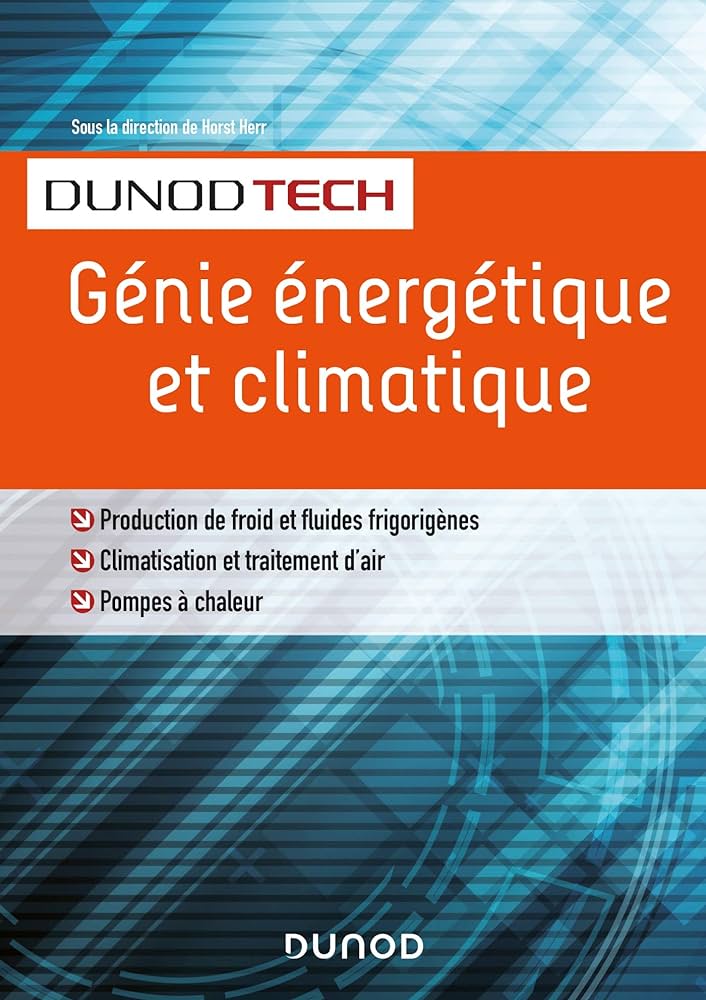 Sous la direction de Horst Herr
DUNOD TECH
Génie énergétique
et climatique
Production de froid et fluides frigorigènes
Climatisation et traitement d'air
Pompes à chaleur
DUNOD